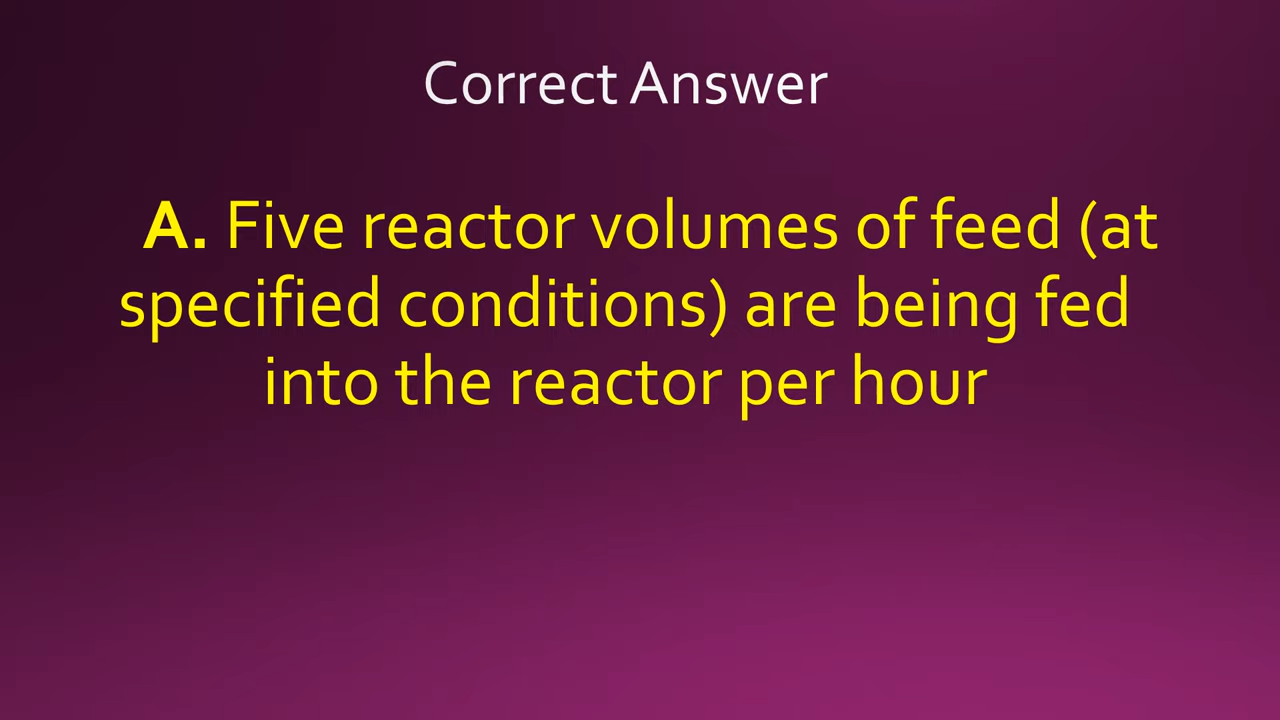 Correct Answer
A. Five reactor volumes of feed (at
specified conditions) are being fed
into the reactor per hour